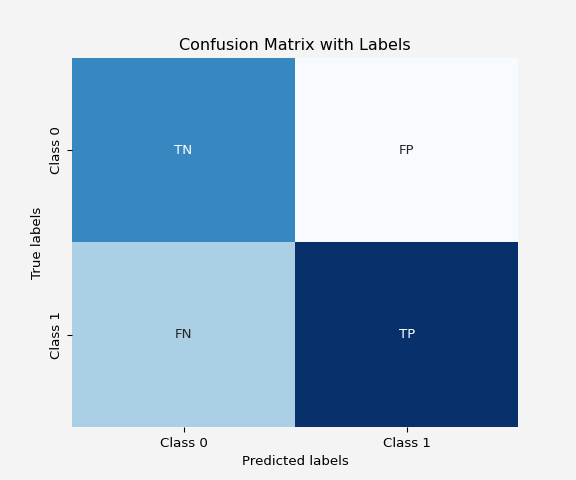 Confusion Matrix with Labels
True labels
Class 0
TN
FP
Class 1
FN
TP
Class 0
Class 1
Predicted labels